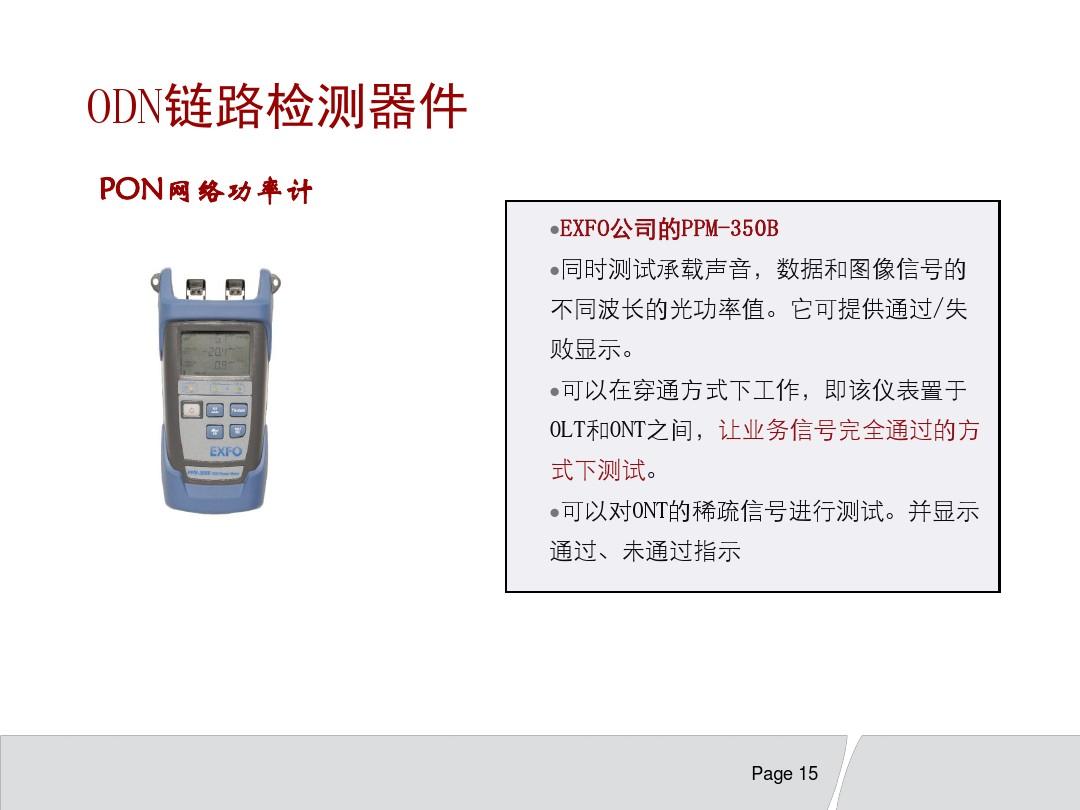 ODN链路检测器件
PON网络功率计
•EXFO公司的PPM-350B
•同时测试承载声音，数据和图像信号的
不同波长的光功率值。它可提供通过/失
败显示。
•可以在穿通方式下工作，即该仪表置于
OLT和ONT之间，让业务信号完全通过的方
式下测试。
•可以对ONT的稀疏信号进行测试。并显示
通过、未通过指示
EXFO
Page 15